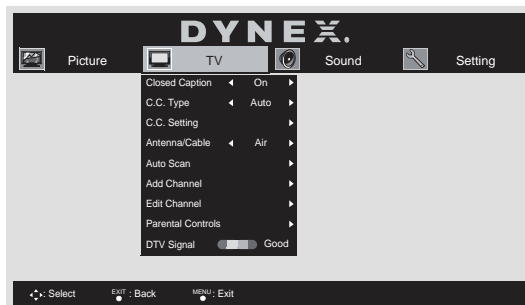 DYNEX.
Picture TV Sound Setting
Closed Caption On
C.C. Type Auto
C.C. Setting
Antenna/Cable Air
Auto Scan
Add Channel
Edit Channel
Parental Controls
DTV Signal Good
: Select EXIT : Back MENU : Exit